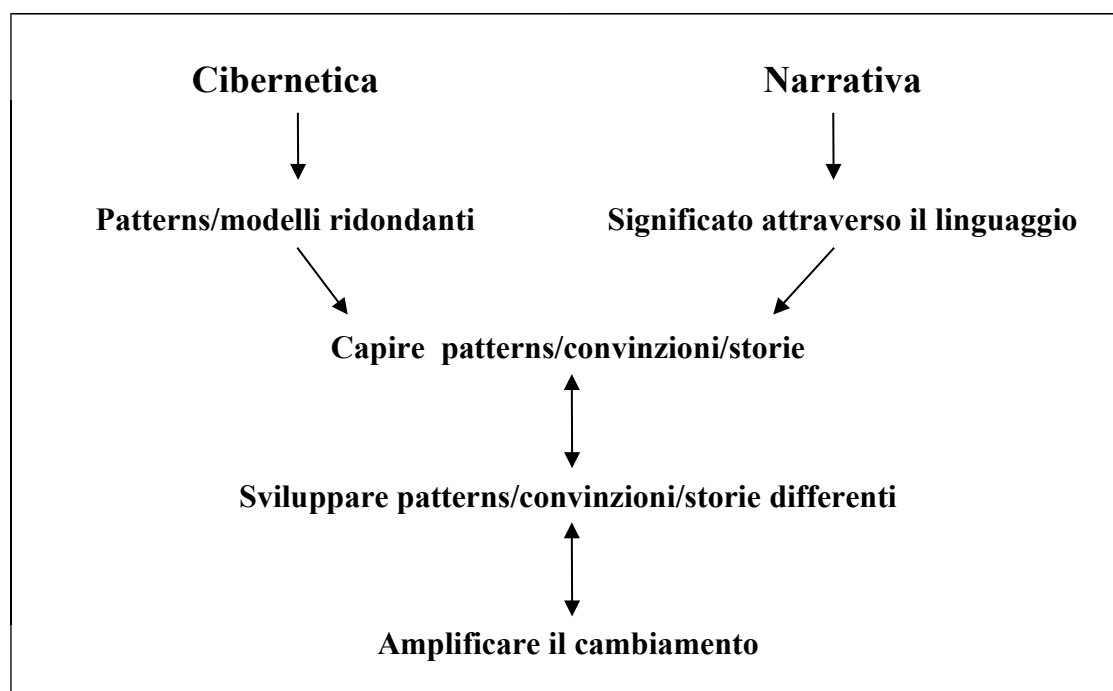 Cibernetica
Narrativa
Patterns/modelli ridondanti
Significato attraverso il linguaggio
Capire patterns/convinzioni/storie
Sviluppare patterns/convinzioni/storie differenti
Amplificare il cambiamento